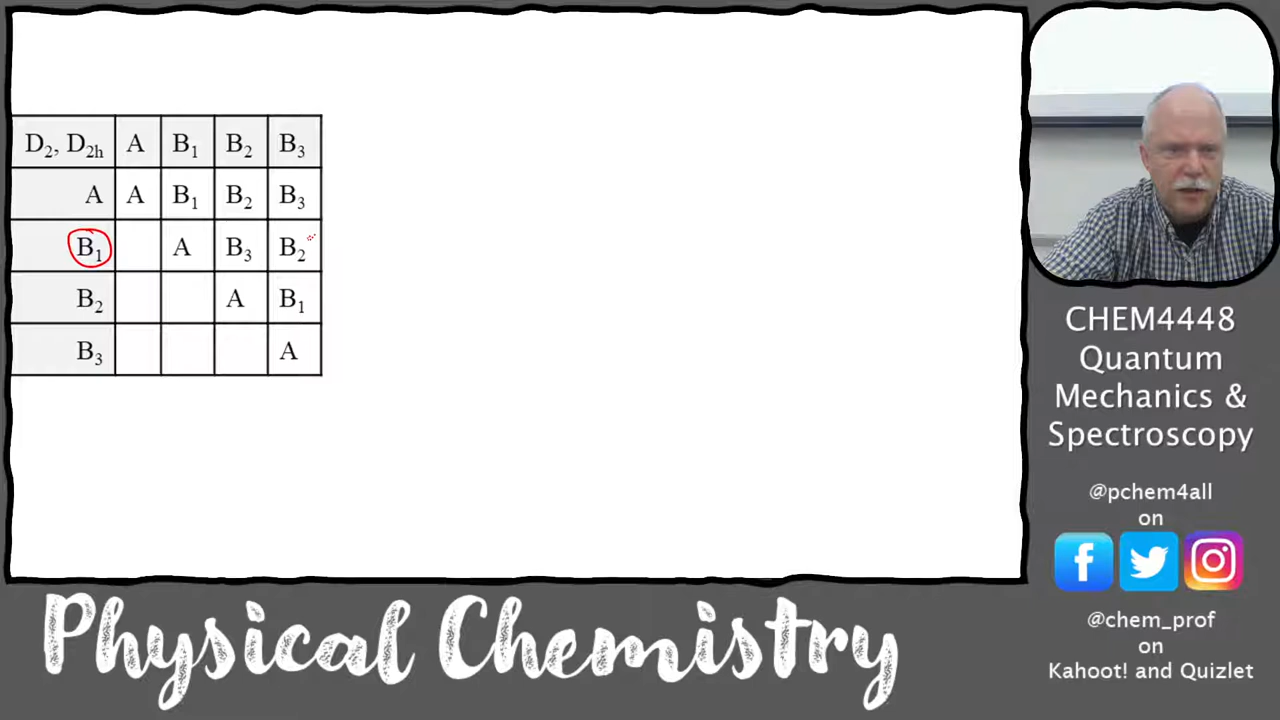 D₂, D₂ₕ A B₁ B₂ B₃
A A B₁ B₂ B₃
B₁ A B₃ B₂
B₂ A B₁
B₃ A
CHEM4448
Quantum
Mechanics &
Spectroscopy
@pchem4all
on
@chem_prof
on
Kahoot! and Quizlet
Physical Chemistry